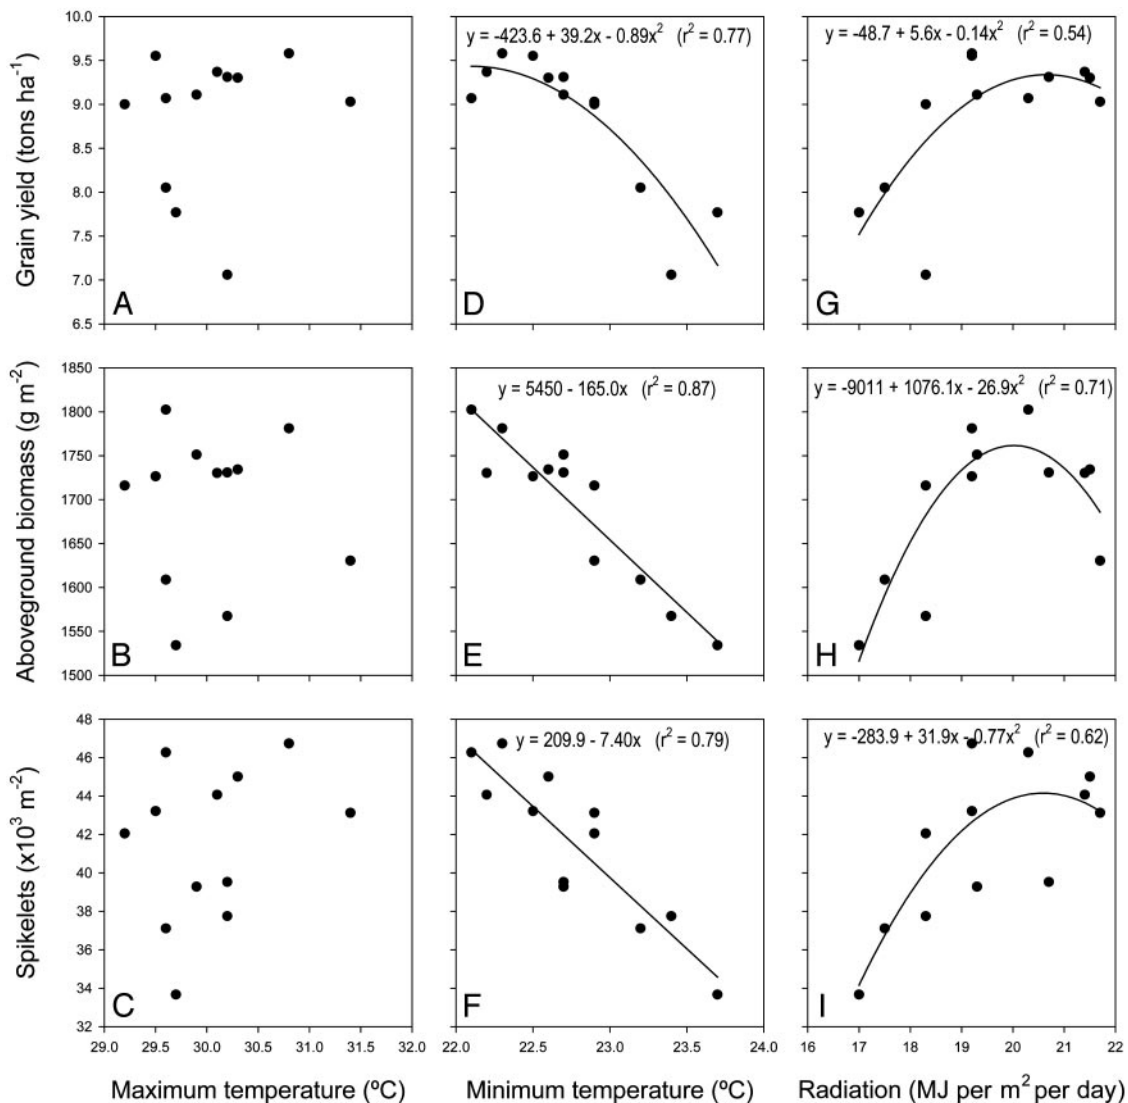 Grain yield (tons ha⁻¹)
10.0
9.5
9.0
8.5
8.0
7.5
7.0
6.5
A
y = -423.6 + 39.2x - 0.89x² (r² = 0.77)
D
y = -48.7 + 5.6x - 0.14x² (r² = 0.54)
G
Aboveground biomass (g m⁻²)
1850
1800
1750
1700
1650
1600
1550
1500
B
y = 5450 - 165.0x (r² = 0.87)
E
y = -9011 + 1076.1x - 26.9x² (r² = 0.71)
H
Spikelets (x10³ m⁻²)
48
46
44
42
40
38
36
34
32
C
y = 209.9 - 7.40x (r² = 0.79)
F
y = -283.9 + 31.9x - 0.77x² (r² = 0.62)
I
29.0 29.5 30.0 30.5 31.0 31.5 32.0
22.0 22.5 23.0 23.5 24.0
16 17 18 19 20 21 22
Maximum temperature (ºC)
Minimum temperature (ºC)
Radiation (MJ per m² per day)